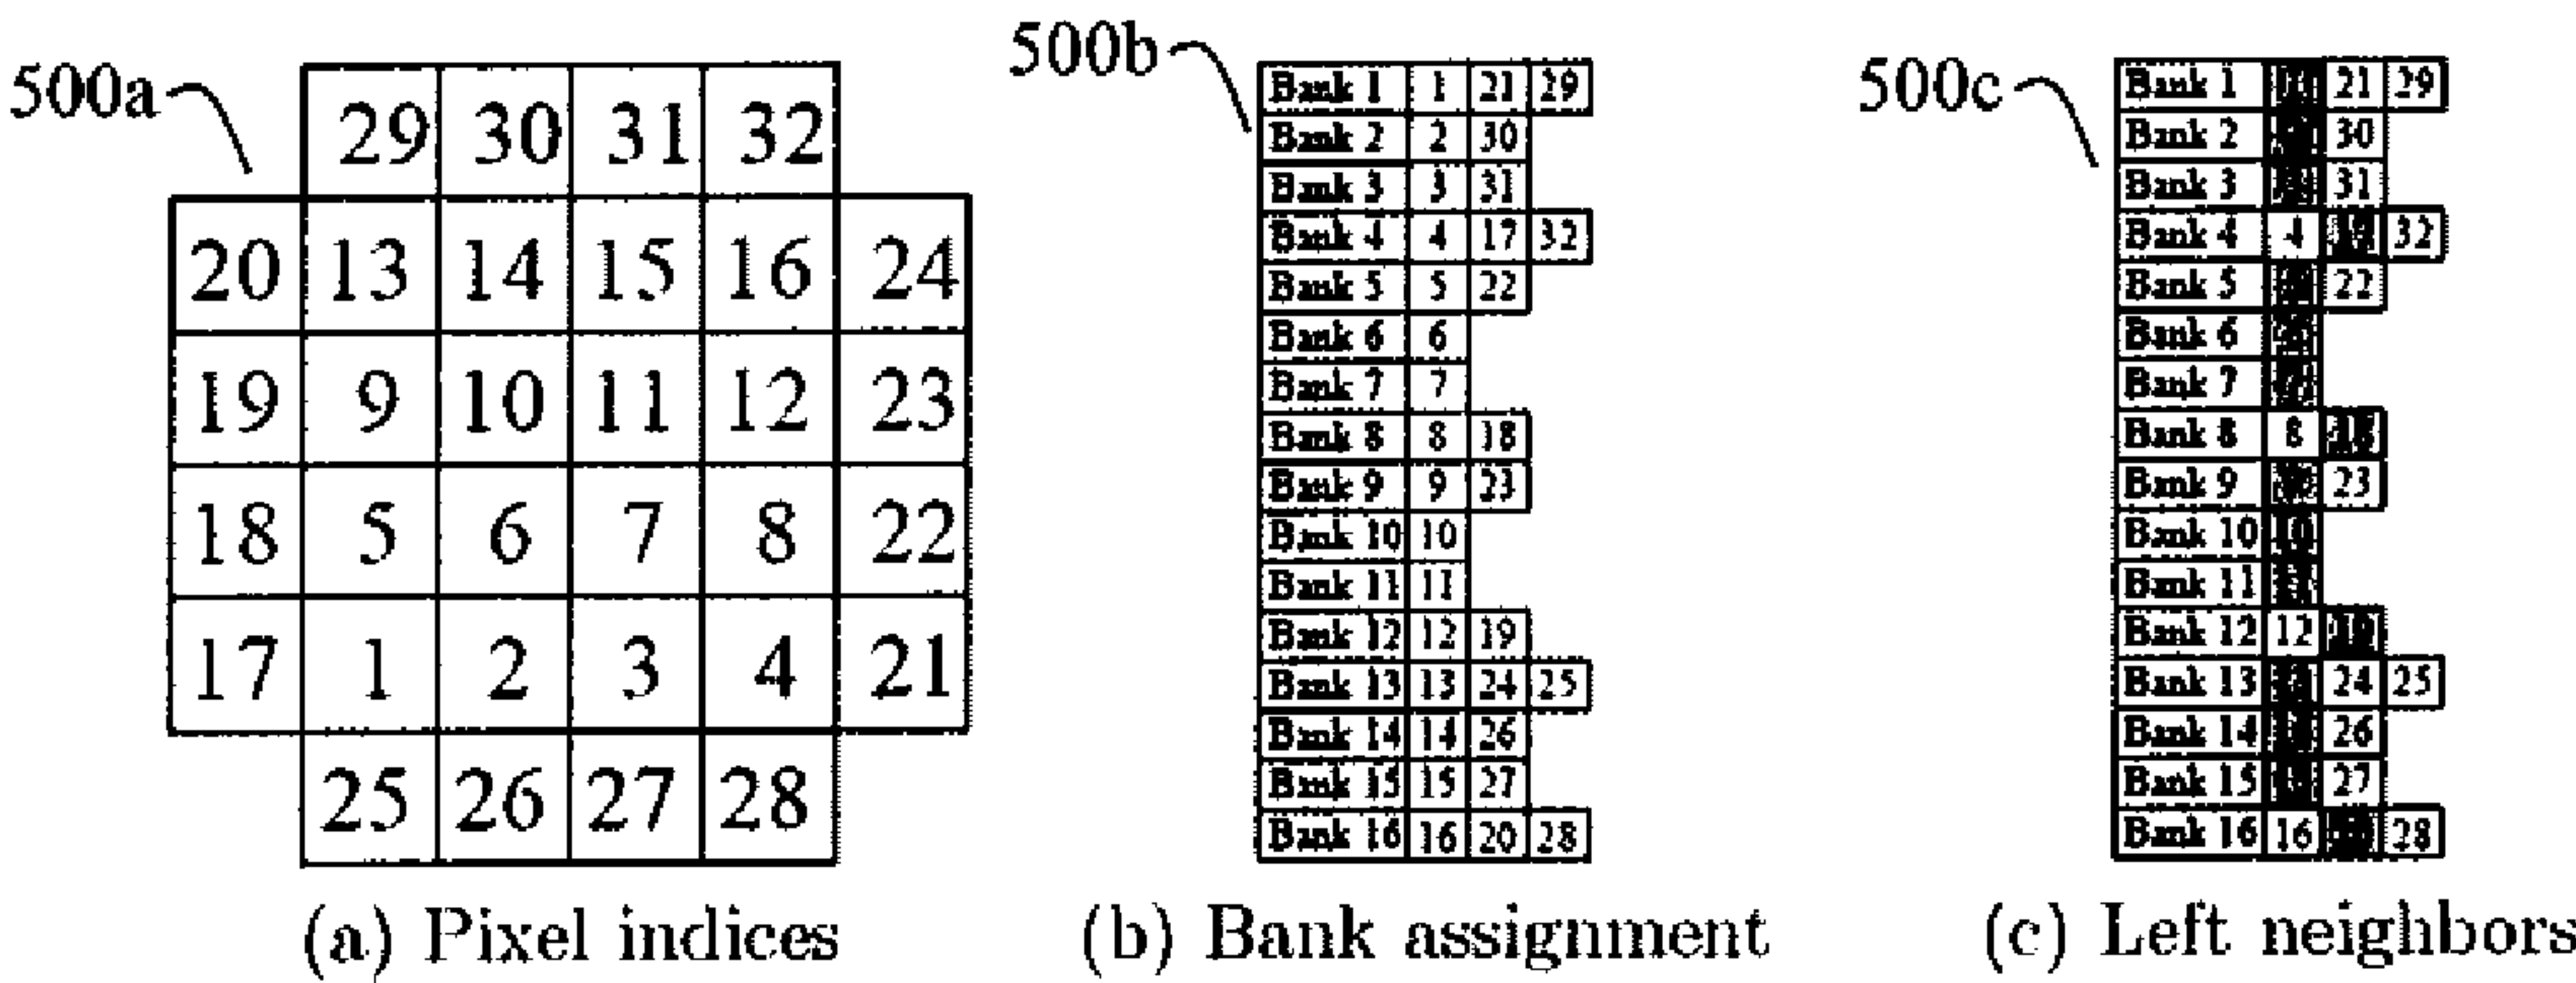 500a
29 30 31 32
20 13 14 15 16 24
19 9 10 11 12 23
18 5 6 7 8 22
17 1 2 3 4 21
25 26 27 28
(a) Pixel indices
500b
Bank 1 1 21 29
Bank 2 2 30
Bank 3 3 31
Bank 4 4 17 32
Bank 5 5 22
Bank 6 6
Bank 7 7
Bank 8 8 18
Bank 9 9 23
Bank 10 10
Bank 11 11
Bank 12 12 19
Bank 13 13 24 25
Bank 14 14 26
Bank 15 15 27
Bank 16 16 20 28
(b) Bank assignment
500c
Bank 1 21 29
Bank 2 30
Bank 3 31
Bank 4 4 32
Bank 5 22
Bank 6
Bank 7
Bank 8 8 18
Bank 9 23
Bank 10 10
Bank 11
Bank 12 12 19
Bank 13 24 25
Bank 14 26
Bank 15 27
Bank 16 16 28
(c) Left neighbors